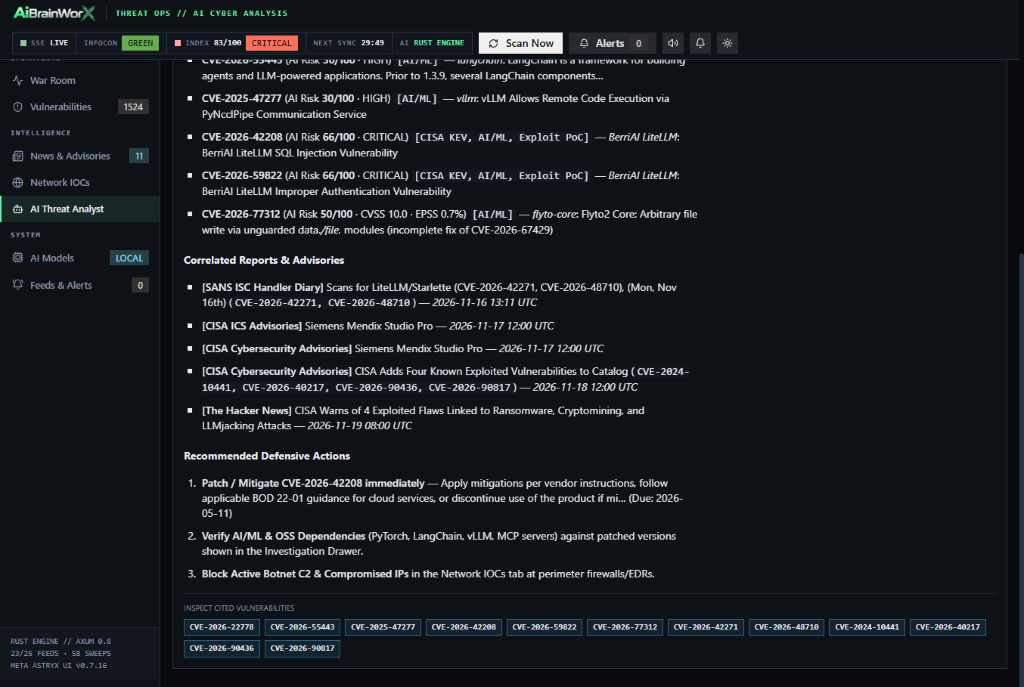 AiBrainWorX
THREAT OPS // AI CYBER ANALYSIS
SSE LIVE
INFOCON GREEN
INDEX 83/100 CRITICAL
NEXT SYNC 29:49
AI RUST ENGINE
Scan Now
Alerts 0
War Room
Vulnerabilities 1524
INTELLIGENCE
News & Advisories 11
Network IOCs
AI Threat Analyst
SYSTEM
AI Models LOCAL
Feeds & Alerts 0
RUST ENGINE // AXUM 0.8
23/25 FEEDS · 58 SWEEPS
META ASTRYX UI v0.7.16
CVE-2026-55443 (AI Risk 30/100 · HIGH) [AI/ML] — langchain: LangChain is a framework for building
agents and LLM-powered applications. Prior to 1.3.9, several LangChain components...
CVE-2025-47277 (AI Risk 30/100 · HIGH) [AI/ML] — vllm: vLLM Allows Remote Code Execution via
PyNcclPipe Communication Service
CVE-2026-42208 (AI Risk 66/100 · CRITICAL) [CISA KEV, AI/ML, Exploit PoC] — BerriAI LiteLLM:
BerriAI LiteLLM SQL Injection Vulnerability
CVE-2026-59822 (AI Risk 66/100 · CRITICAL) [CISA KEV, AI/ML, Exploit PoC] — BerriAI LiteLLM:
BerriAI LiteLLM Improper Authentication Vulnerability
CVE-2026-77312 (AI Risk 50/100 · CVSS 10.0 · EPSS 0.7%) [AI/ML] — flyto-core: Flyto2 Core: Arbitrary file
write via unguarded data./file. modules (incomplete fix of CVE-2026-67429)
Correlated Reports & Advisories
[SANS ISC Handler Diary] Scans for LiteLLM/Starlette (CVE-2026-42271, CVE-2026-48710), (Mon, Nov
16th) ( CVE-2026-42271, CVE-2026-48710 ) — 2026-11-16 13:11 UTC
[CISA ICS Advisories] Siemens Mendix Studio Pro — 2026-11-17 12:00 UTC
[CISA Cybersecurity Advisories] Siemens Mendix Studio Pro — 2026-11-17 12:00 UTC
[CISA Cybersecurity Advisories] CISA Adds Four Known Exploited Vulnerabilities to Catalog ( CVE-2024-
10441, CVE-2026-40217, CVE-2026-90436, CVE-2026-90817 ) — 2026-11-18 12:00 UTC
[The Hacker News] CISA Warns of 4 Exploited Flaws Linked to Ransomware, Cryptomining, and
LLMjacking Attacks — 2026-11-19 08:00 UTC
Recommended Defensive Actions
1. Patch / Mitigate CVE-2026-42208 immediately — Apply mitigations per vendor instructions, follow
applicable BOD 22-01 guidance for cloud services, or discontinue use of the product if mi... (Due: 2026-
05-11)
2. Verify AI/ML & OSS Dependencies (PyTorch, LangChain, vLLM, MCP servers) against patched versions
shown in the Investigation Drawer.
3. Block Active Botnet C2 & Compromised IPs in the Network IOCs tab at perimeter firewalls/EDRs.
INSPECT CITED VULNERABILITIES
CVE-2026-22778 CVE-2026-55443 CVE-2025-47277 CVE-2026-42208 CVE-2026-59822 CVE-2026-77312 CVE-2026-42271 CVE-2026-48710 CVE-2024-10441 CVE-2026-40217
CVE-2026-90436 CVE-2026-90817